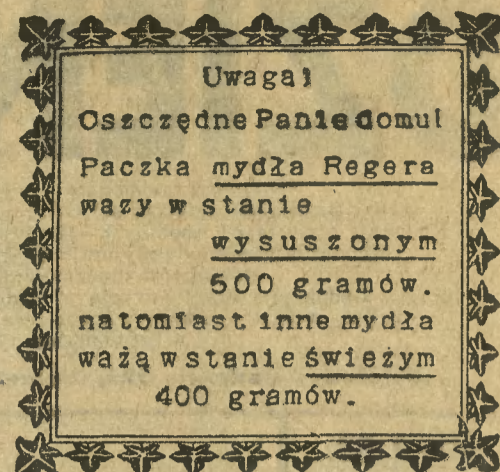 Uwaga!
Oszczędne Panie domu!
Paczka mydła Regera
wazy w stanie
wysuszonym
500 gramów.
natomiast inne mydła
ważą w stanie świeżym
400 gramów.